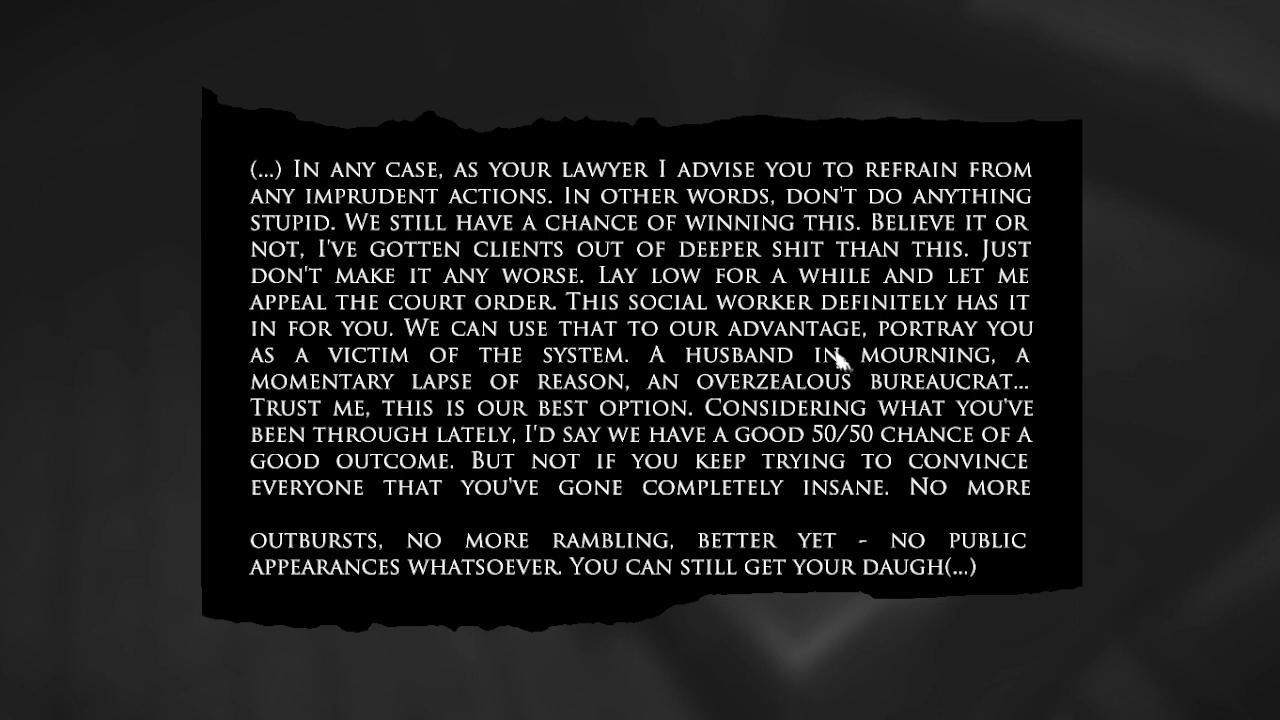 (...) In any case, as your lawyer I advise you to refrain from
any imprudent actions. In other words, don't do anything
stupid. We still have a chance of winning this. Believe it or
not, I've gotten clients out of deeper shit than this. Just
don't make it any worse. Lay low for a while and let me
appeal the court order. This social worker definitely has it
in for you. We can use that to our advantage, portray you
as a victim of the system. A husband in mourning, a
momentary lapse of reason, an overzealous bureaucrat...
Trust me, this is our best option. Considering what you've
been through lately, I'd say we have a good 50/50 chance of a
good outcome. But not if you keep trying to convince
everyone that you've gone completely insane. No more
outbursts, no more rambling, better yet - no public
appearances whatsoever. You can still get your daugh(...)